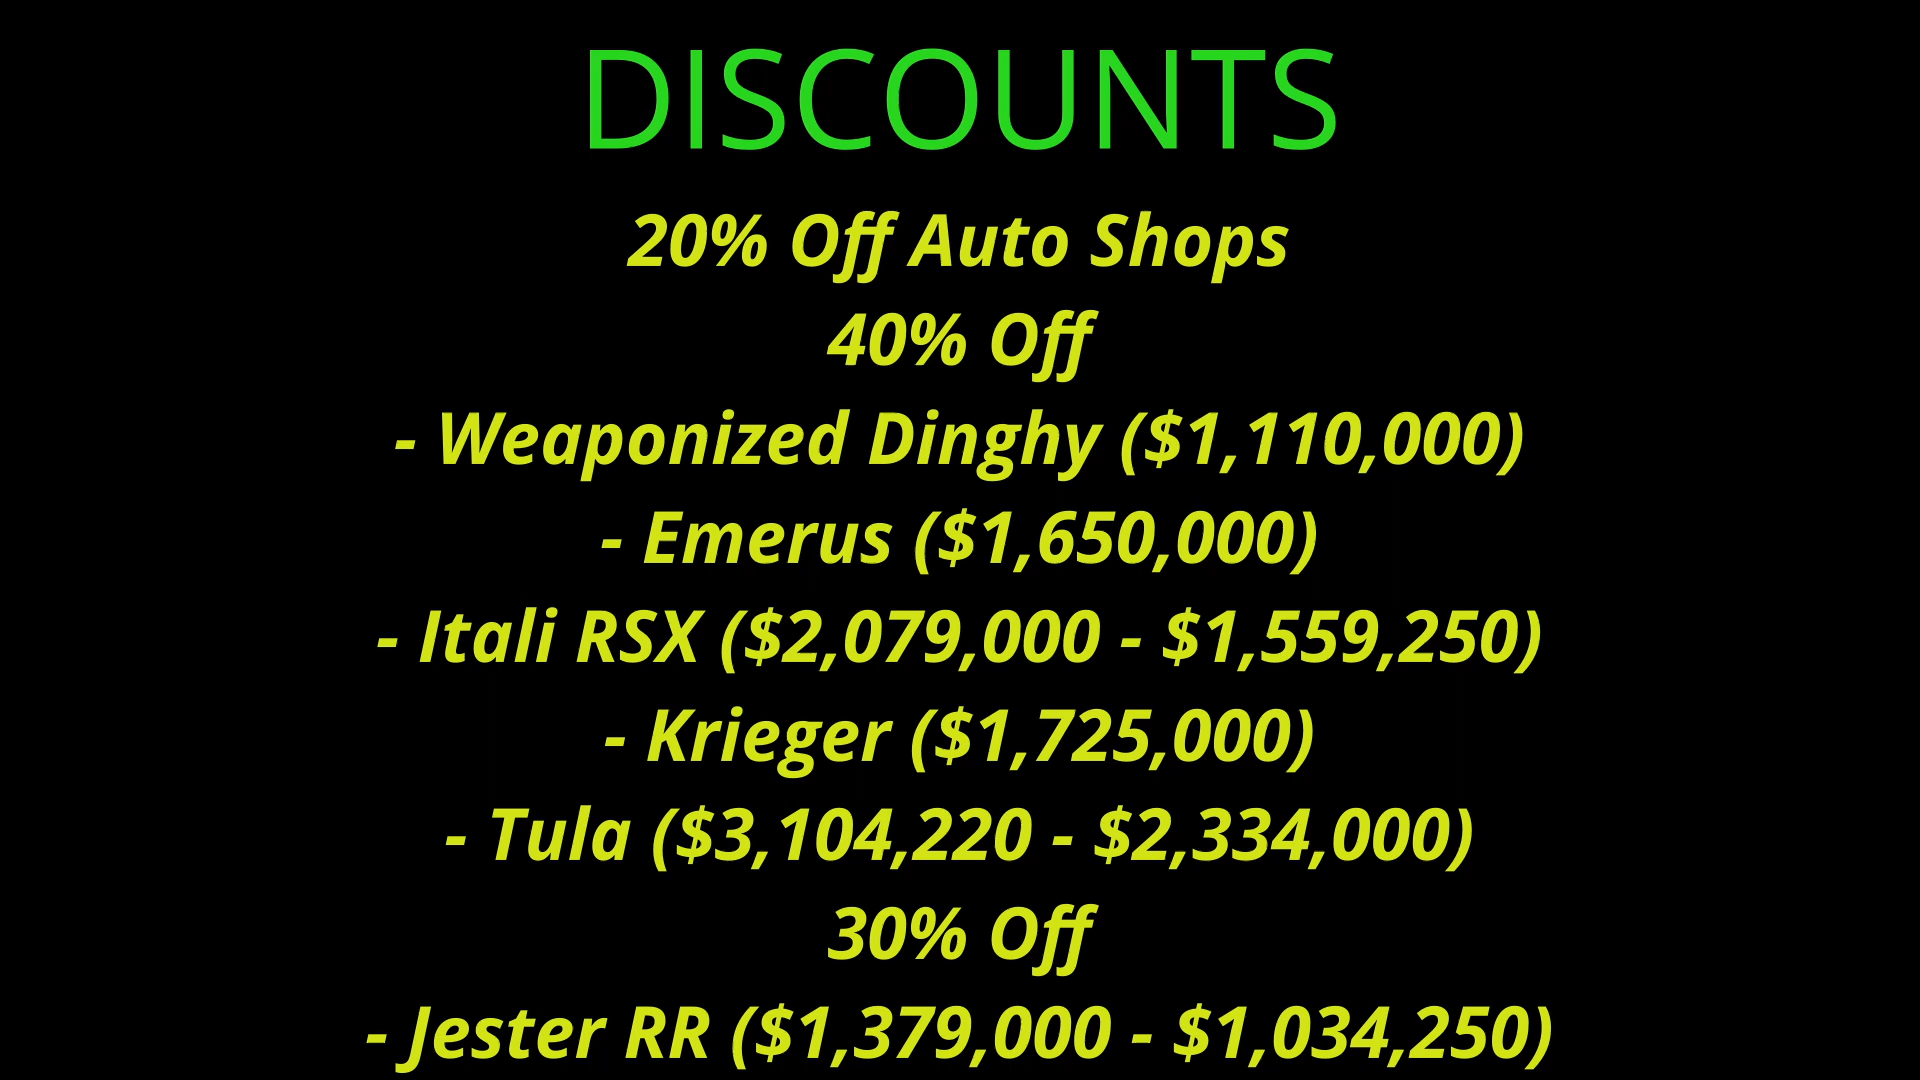 DISCOUNTS
20% Off Auto Shops
40% Off
- Weaponized Dinghy ($1,110,000)
- Emerus ($1,650,000)
- Itali RSX ($2,079,000 - $1,559,250)
- Krieger ($1,725,000)
- Tula ($3,104,220 - $2,334,000)
30% Off
- Jester RR ($1,379,000 - $1,034,250)